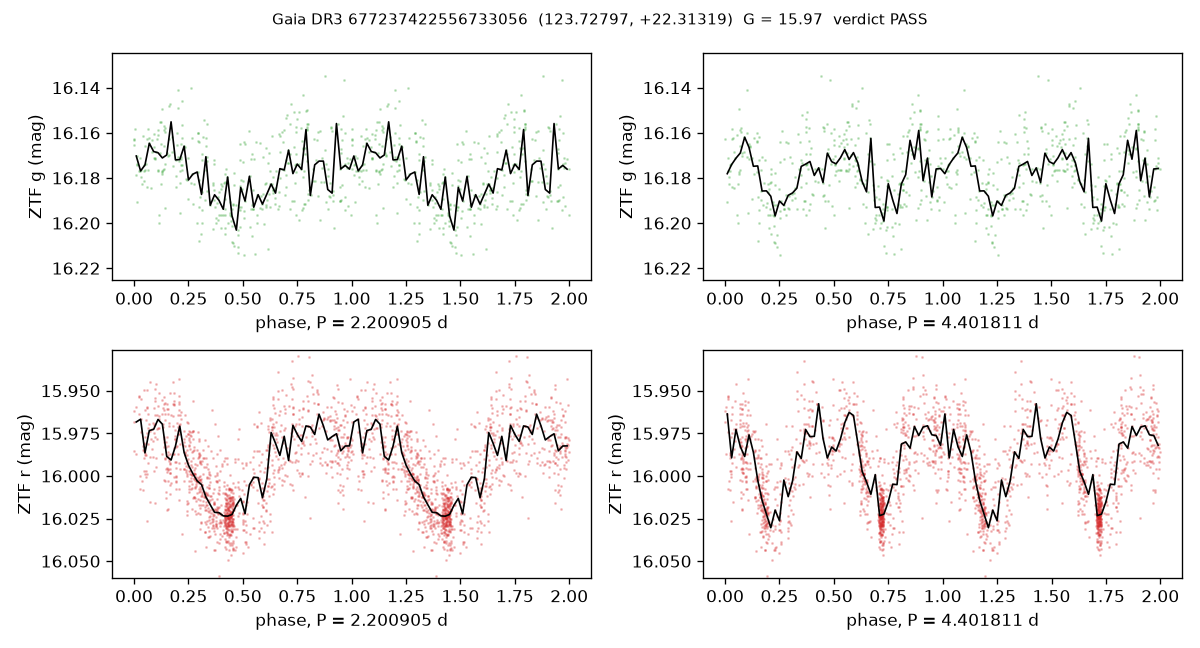 Gaia DR3 677237422556733056 (123.72797, +22.31319) G = 15.97 verdict PASS
ZTF g (mag)
16.14
16.16
16.18
16.20
16.22
0.00 0.25 0.50 0.75 1.00 1.25 1.50 1.75 2.00
phase, P = 2.200905 d
ZTF g (mag)
16.14
16.16
16.18
16.20
16.22
0.00 0.25 0.50 0.75 1.00 1.25 1.50 1.75 2.00
phase, P = 4.401811 d
ZTF r (mag)
15.950
15.975
16.000
16.025
16.050
0.00 0.25 0.50 0.75 1.00 1.25 1.50 1.75 2.00
phase, P = 2.200905 d
ZTF r (mag)
15.950
15.975
16.000
16.025
16.050
0.00 0.25 0.50 0.75 1.00 1.25 1.50 1.75 2.00
phase, P = 4.401811 d